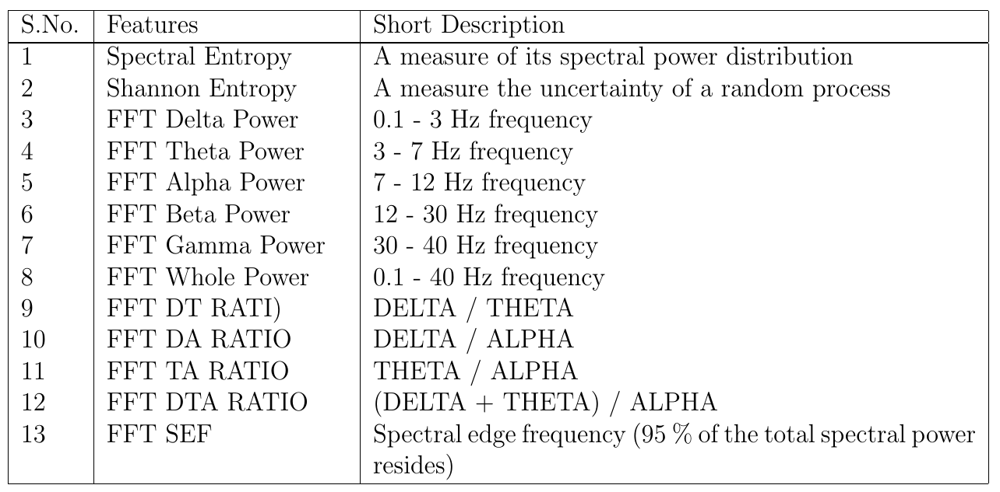 S.No. Features Short Description
1 Spectral Entropy A measure of its spectral power distribution
2 Shannon Entropy A measure the uncertainty of a random process
3 FFT Delta Power 0.1 - 3 Hz frequency
4 FFT Theta Power 3 - 7 Hz frequency
5 FFT Alpha Power 7 - 12 Hz frequency
6 FFT Beta Power 12 - 30 Hz frequency
7 FFT Gamma Power 30 - 40 Hz frequency
8 FFT Whole Power 0.1 - 40 Hz frequency
9 FFT DT RATI) DELTA / THETA
10 FFT DA RATIO DELTA / ALPHA
11 FFT TA RATIO THETA / ALPHA
12 FFT DTA RATIO (DELTA + THETA) / ALPHA
13 FFT SEF Spectral edge frequency (95 % of the total spectral power
resides)